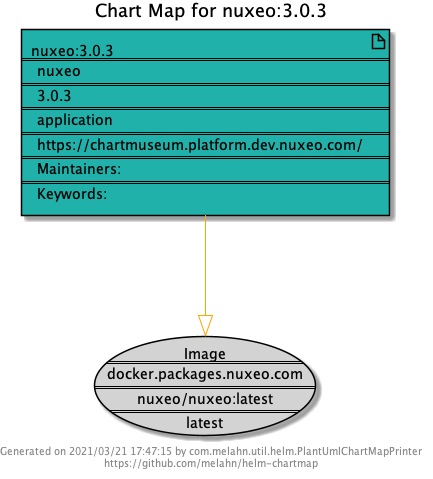 Chart Map for nuxeo:3.0.3
nuxeo:3.0.3
nuxeo
3.0.3
application
https://chartmuseum.platform.dev.nuxeo.com/
Maintainers:
Keywords:
Image
docker.packages.nuxeo.com
nuxeo/nuxeo:latest
latest
Generated on 2021/03/21 17:47:15 by com.melahn.util.helm.PlantUmlChartMapPrinter
https://github.com/melahn/helm-chartmap